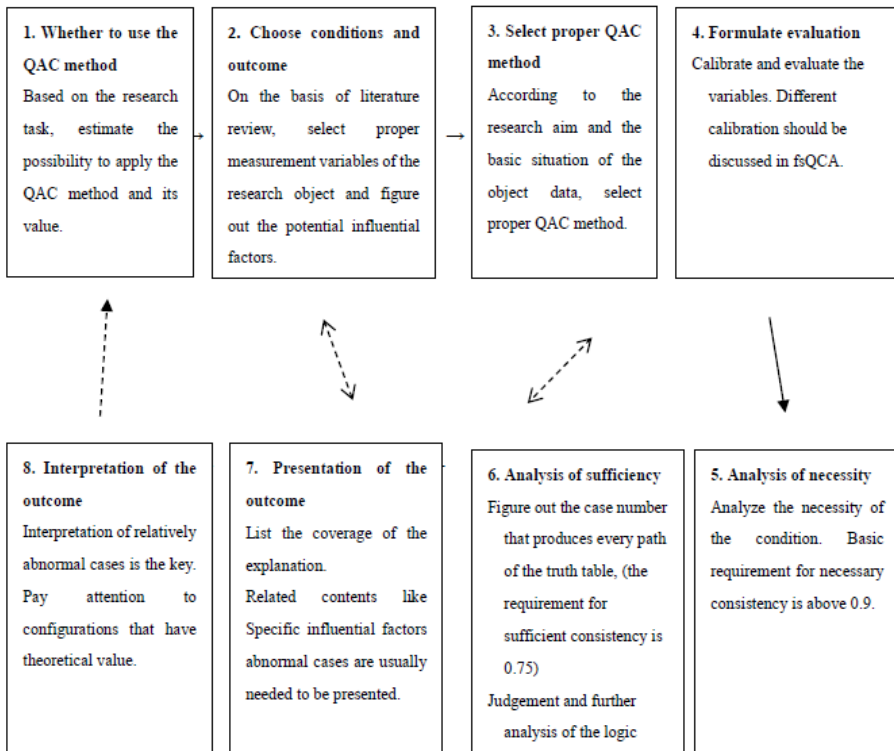 1. Whether to use the
QAC method
Based on the research
task, estimate the
possibility to apply the
QAC method and its
value.
→
2. Choose conditions and
outcome
On the basis of literature
review, select proper
measurement variables of the
research object and figure
out the potential influential
factors.
→
3. Select proper QAC
method
According to the
research aim and the
basic situation of the
object data, select
proper QAC method.
4. Formulate evaluation
Calibrate and evaluate the
variables. Different
calibration should be
discussed in fsQCA.
8. Interpretation of the
outcome
Interpretation of relatively
abnormal cases is the key.
Pay attention to
configurations that have
theoretical value.
7. Presentation of the
outcome
List the coverage of the
explanation.
Related contents like
Specific influential factors
abnormal cases are usually
needed to be presented.
6. Analysis of sufficiency
Figure out the case number
that produces every path
of the truth table, (the
requirement for
sufficient consistency is
0.75)
Judgement and further
analysis of the logic
5. Analysis of necessity
Analyze the necessity of
the condition. Basic
requirement for necessary
consistency is above 0.9.